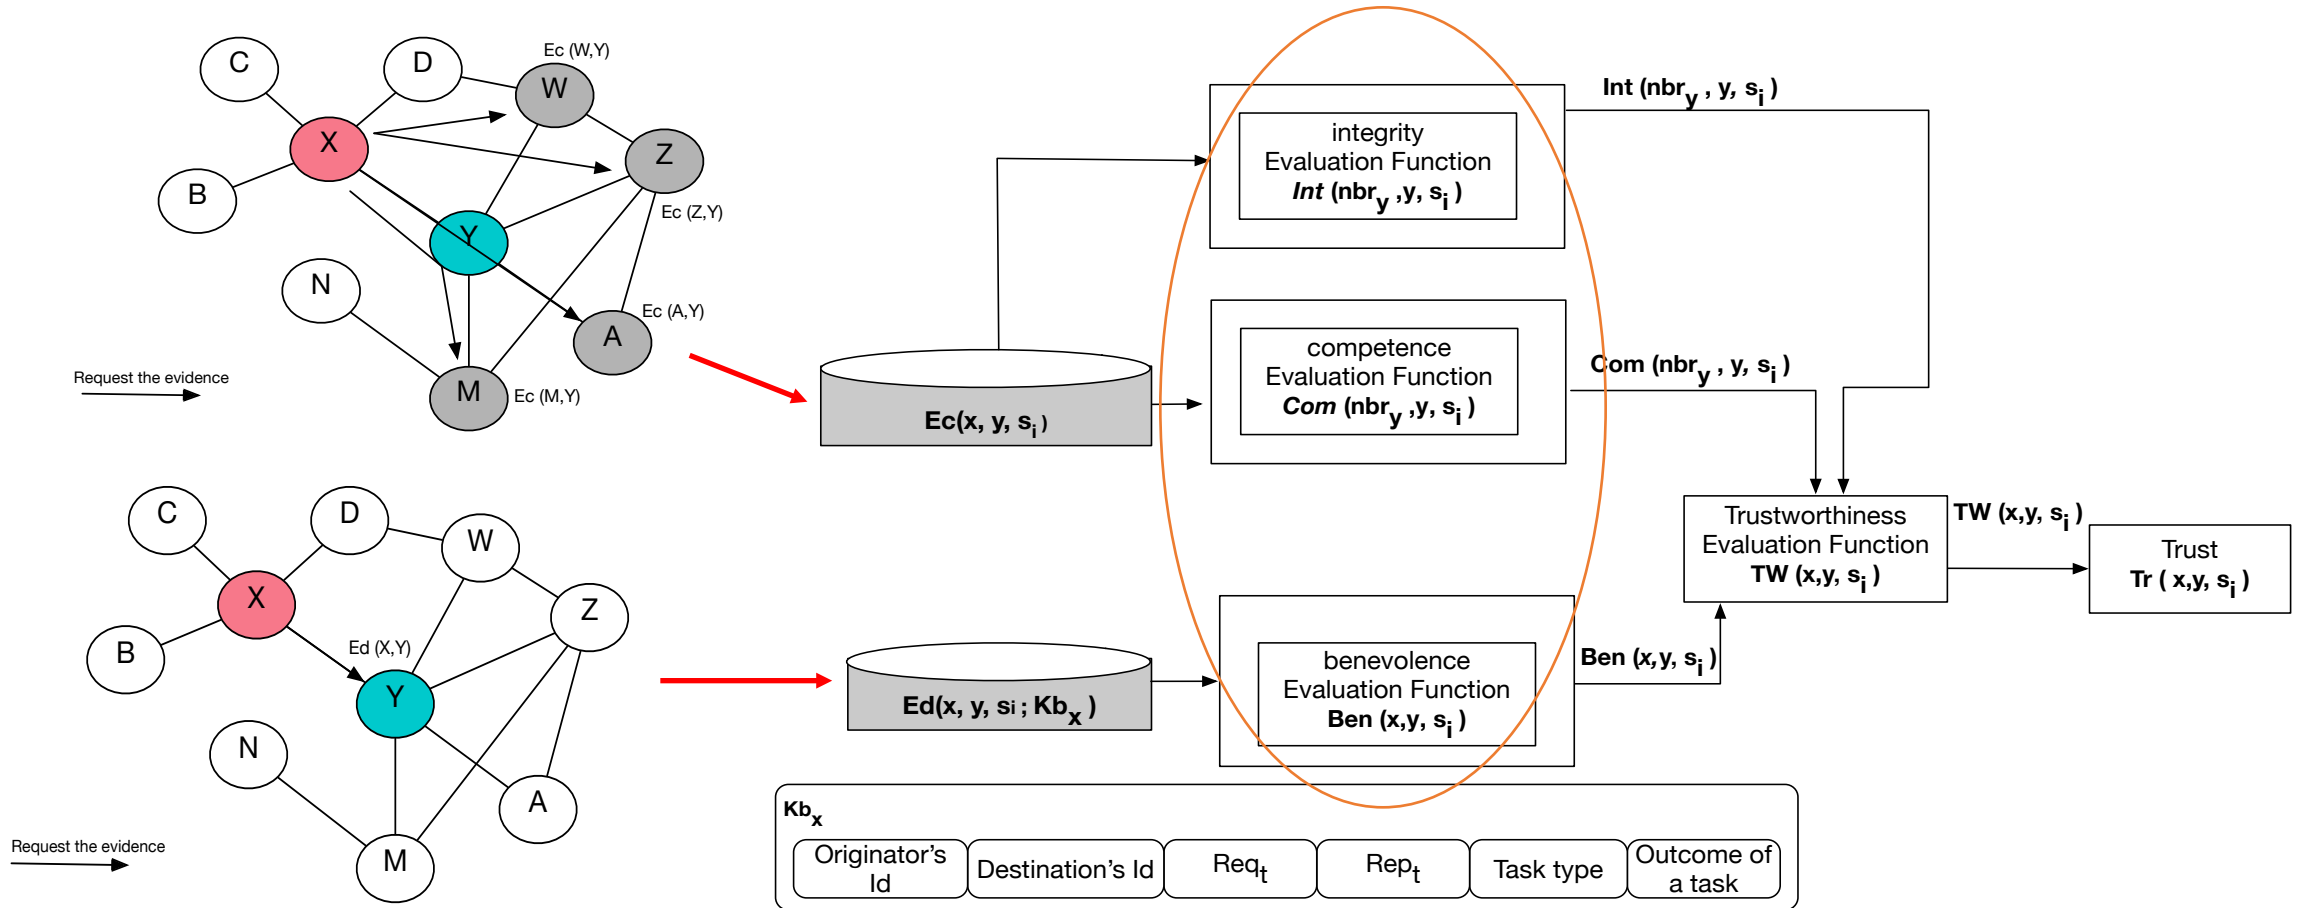 C
D
Ec (W,Y)
W
X
Z
B
Ec (Z,Y)
Y
N
Ec (A,Y)
A
Request the evidence
M
Ec (M,Y)
integrity
Evaluation Function
Int (nbry ,y, si )
Int (nbry , y, si )
competence
Evaluation Function
Com (nbry ,y, si )
Com (nbry , y, si )
Ec(x, y, si )
C
D
W
X
Z
B
Ed (X,Y)
Y
N
A
M
Request the evidence
Ed(x, y, si ; Kbx )
benevolence
Evaluation Function
Ben (x,y, si )
Ben (x,y, si )
Trustworthiness
Evaluation Function
TW (x,y, si )
TW (x,y, si )
Trust
Tr ( x,y, si )
Kbx
Originator’s
Id
Destination’s Id
Reqt
Rept
Task type
Outcome of
a task